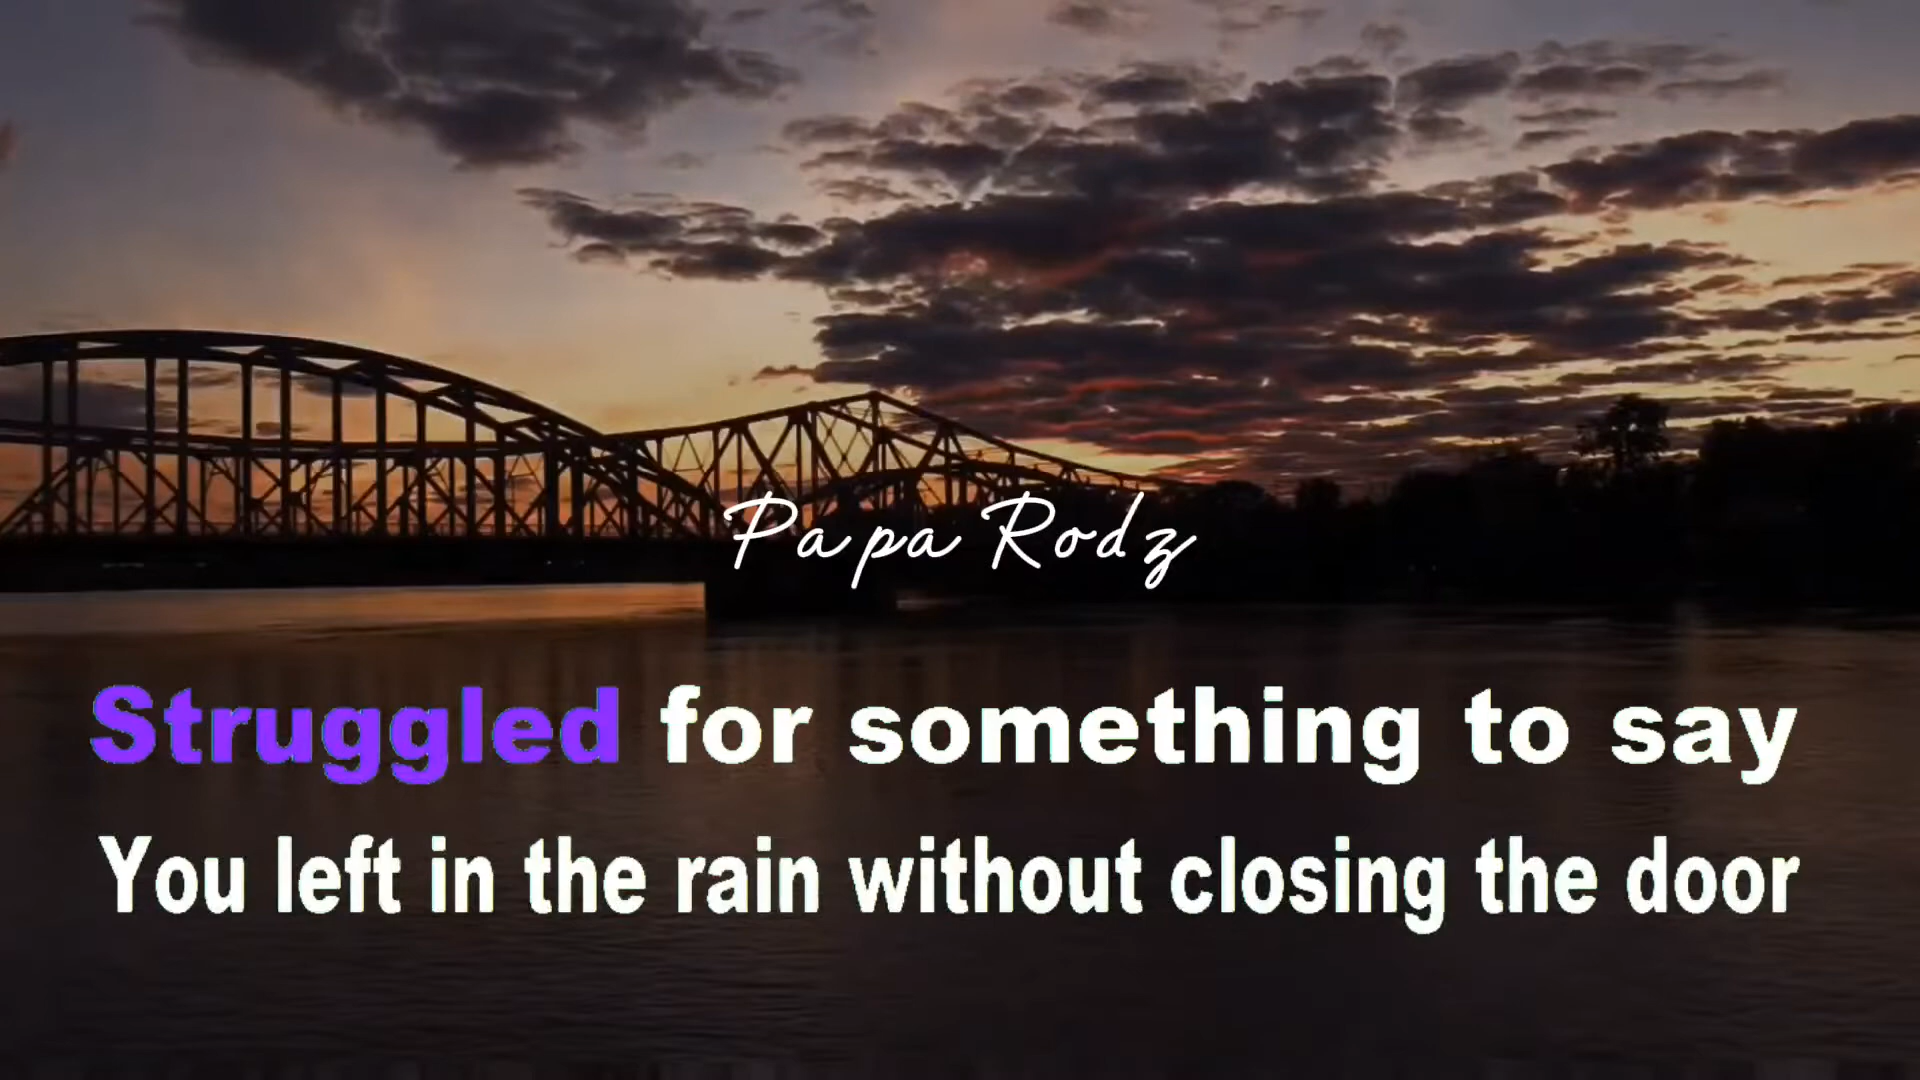 Papa Rodz
Struggled for something to say
You left in the rain without closing the door